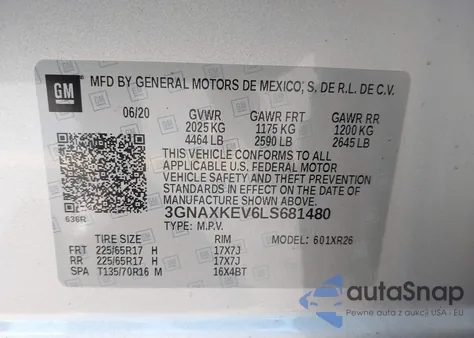 GM
MFD BY GENERAL MOTORS DE MEXICO, S. DE R.L. DE C.V.
06/20 GVWR GAWR FRT GAWR RR
2025 KG 1175 KG 1200 KG
4464 LB 2590 LB 2645 LB
THIS VEHICLE CONFORMS TO ALL
APPLICABLE U.S. FEDERAL MOTOR
VEHICLE SAFETY AND THEFT PREVENTION
STANDARDS IN EFFECT ON THE DATE
OF MANUFACTURE SHOWN ABOVE.
3GNAXKEV6LS681480
636R
TYPE: M.P.V. MODEL: 601XR26
TIRE SIZE RIM
FRT 225/65R17 H 17X7J
RR 225/65R17 H 17X7J
SPA T135/70R16 M 16X4BT
autaSnap
Pewne auta z aukcji USA i EU